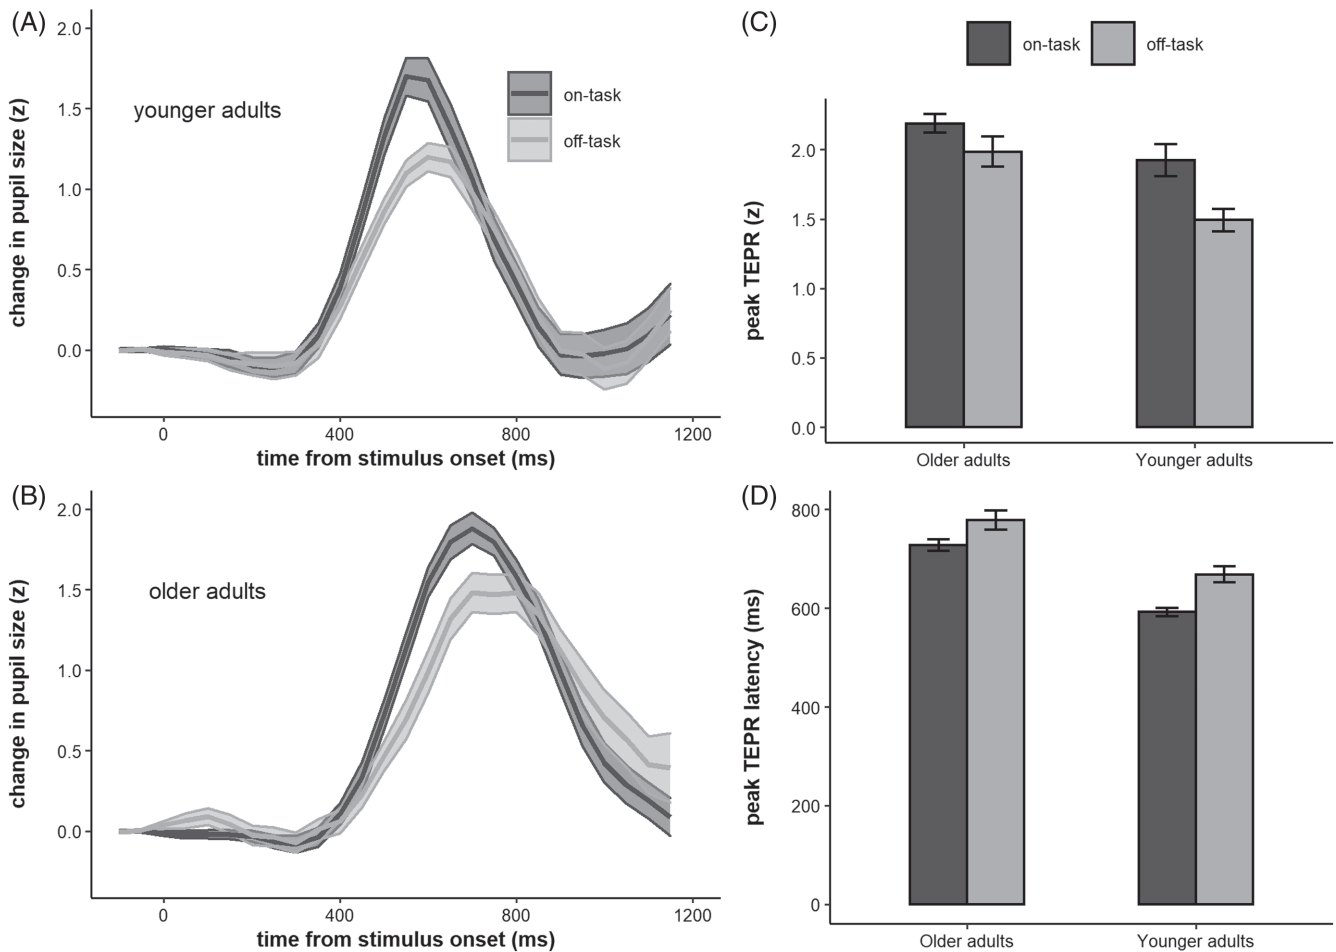 (A)
2.0
1.5
1.0
0.5
0.0
change in pupil size (z)
younger adults
on-task
off-task
0 400 800 1200
time from stimulus onset (ms)
(B)
2.0
1.5
1.0
0.5
0.0
change in pupil size (z)
older adults
0 400 800 1200
time from stimulus onset (ms)
(C)
on-task off-task
2.0
1.5
1.0
0.5
0.0
peak TEPR (z)
Older adults Younger adults
(D)
800
600
400
200
0
peak TEPR latency (ms)
Older adults Younger adults